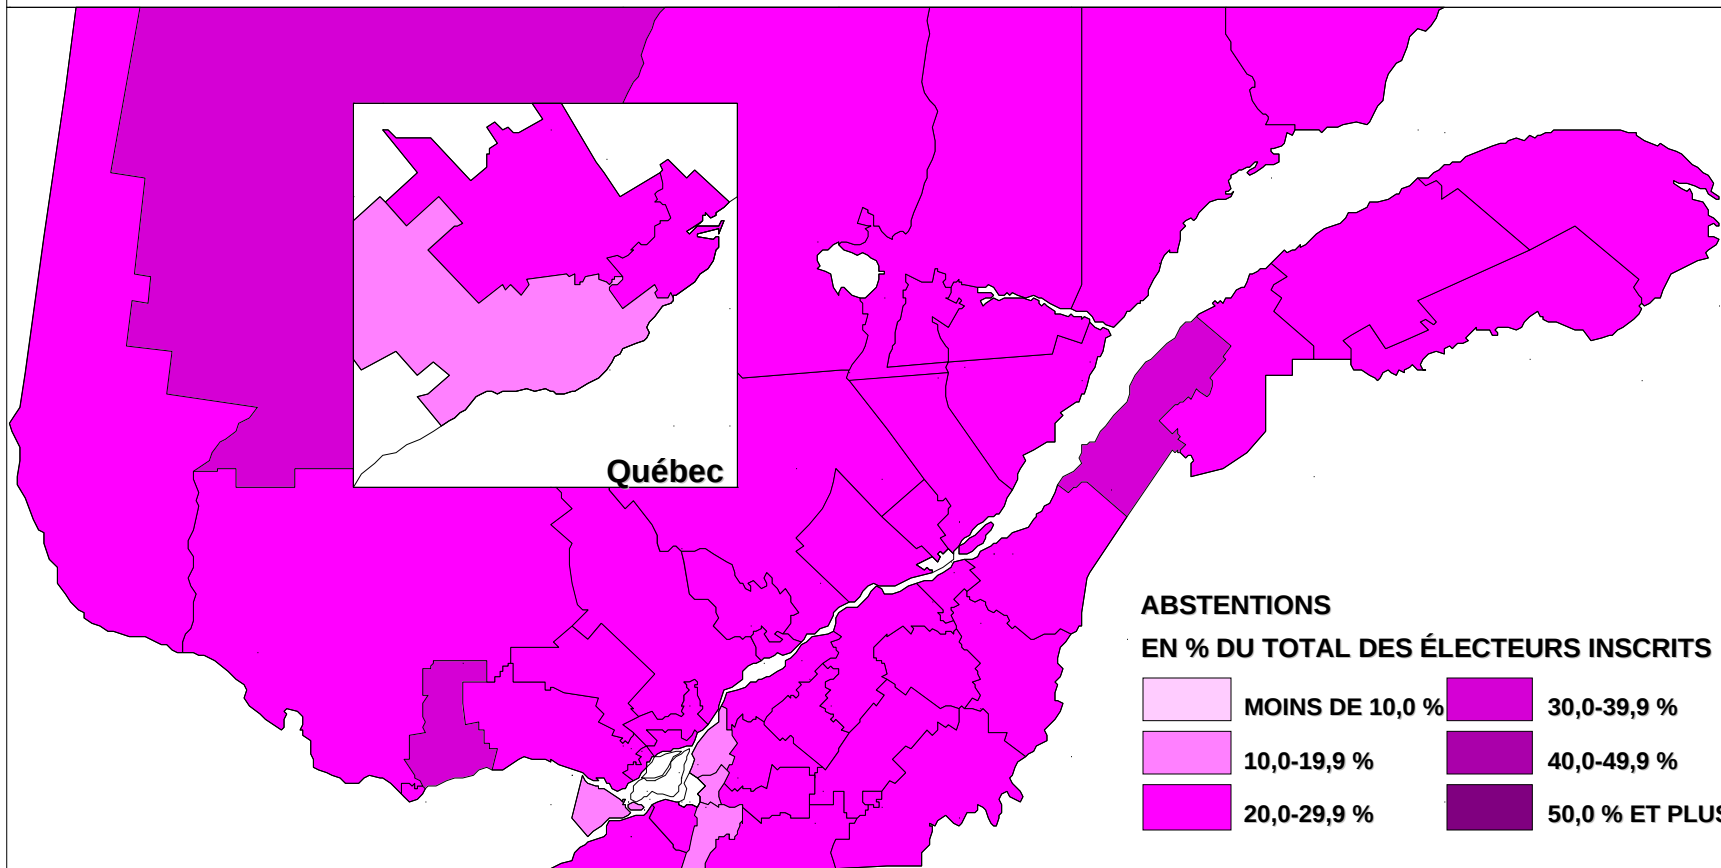 Québec
ABSTENTIONS
EN % DU TOTAL DES ÉLECTEURS INSCRITS
MOINS DE 10,0 %
30,0-39,9 %
10,0-19,9 %
40,0-49,9 %
20,0-29,9 %
50,0 % ET PLUS